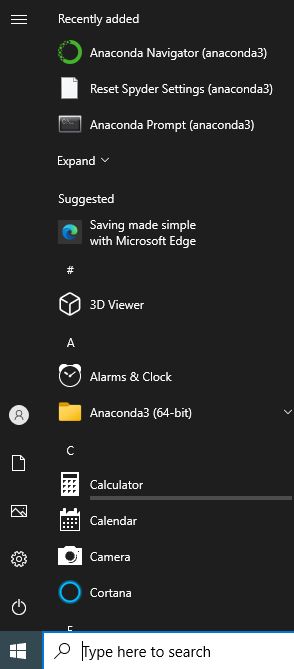 Recently added
Anaconda Navigator (anaconda3)
Reset Spyder Settings (anaconda3)
Anaconda Prompt (anaconda3)
Expand
Suggested
Saving made simple
with Microsoft Edge
#
3D Viewer
A
Alarms & Clock
Anaconda3 (64-bit)
C
Calculator
Calendar
Camera
Cortana
Type here to search